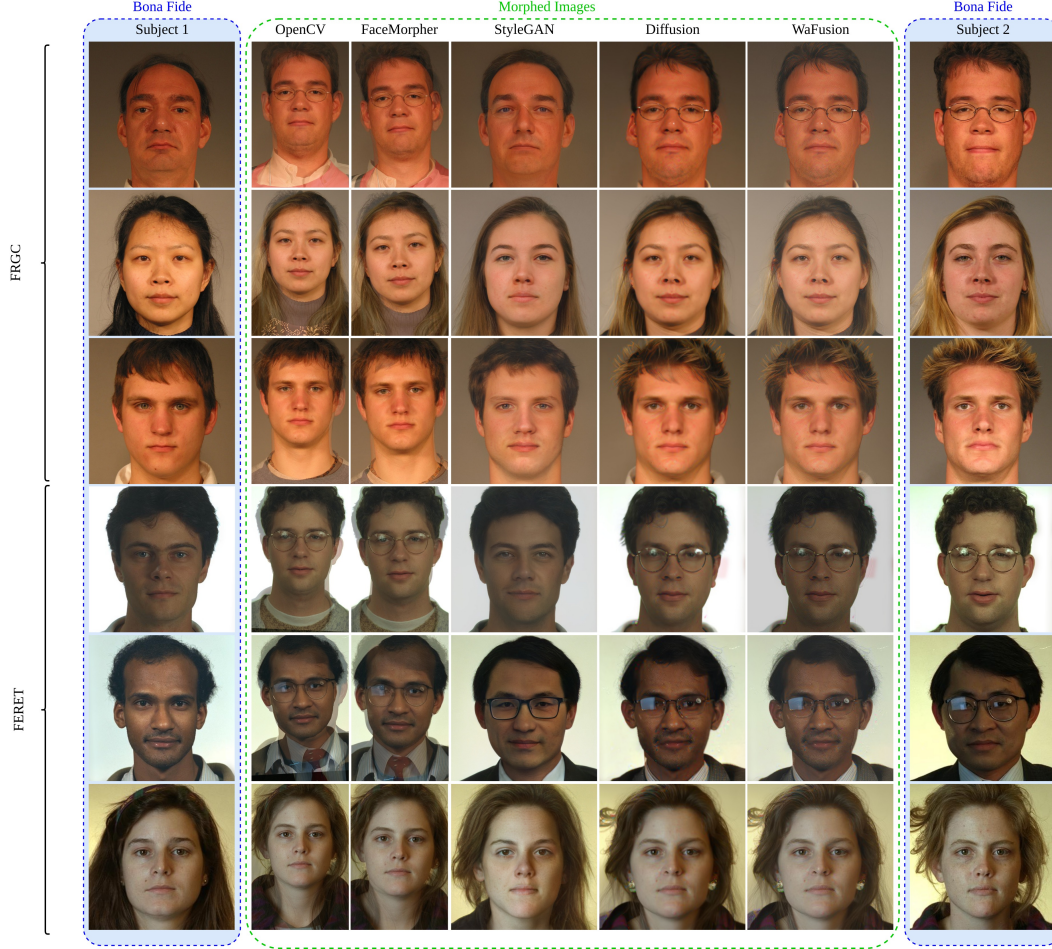 Bona Fide
Morphed Images
Bona Fide
Subject 1
OpenCV
FaceMorpher
StyleGAN
Diffusion
WaFusion
Subject 2
FRGC
FERET